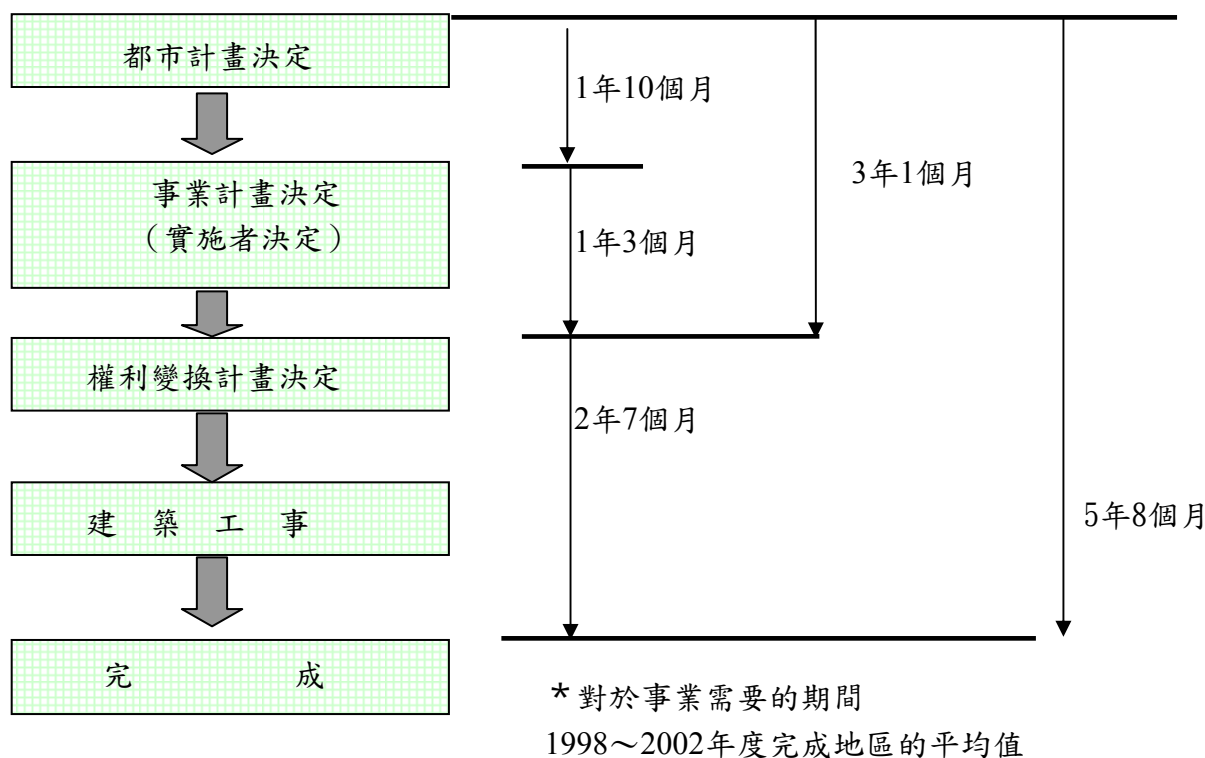 都市計畫決定
1年10個月
3年1個月
事業計畫決定
（實施者決定）
1年3個月
權利變換計畫決定
2年7個月
建 築 工 事
5年8個月
完 成
*對於事業需要的期間
1998～2002年度完成地區的平均值